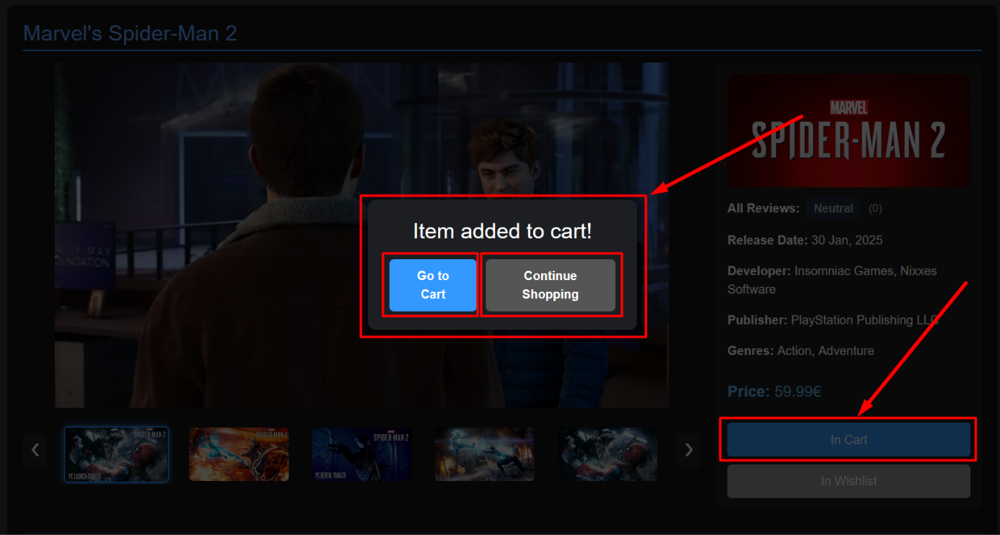 Marvel's Spider-Man 2
MARVEL
SPIDER-MAN 2
All Reviews: Neutral (0)
Release Date: 30 Jan, 2025
Developer: Insomniac Games, Nixxes
Software
Publisher: PlayStation Publishing LLC
Genres: Action, Adventure
Price: 59.99€
In Cart
In Wishlist
Item added to cart!
Go to
Cart
Continue
Shopping
SPIDER-MAN 2
PC LAUNCH TRAILER
SPIDER-MAN 2
SPIDER-MAN 2
PC REVEAL TRAILER